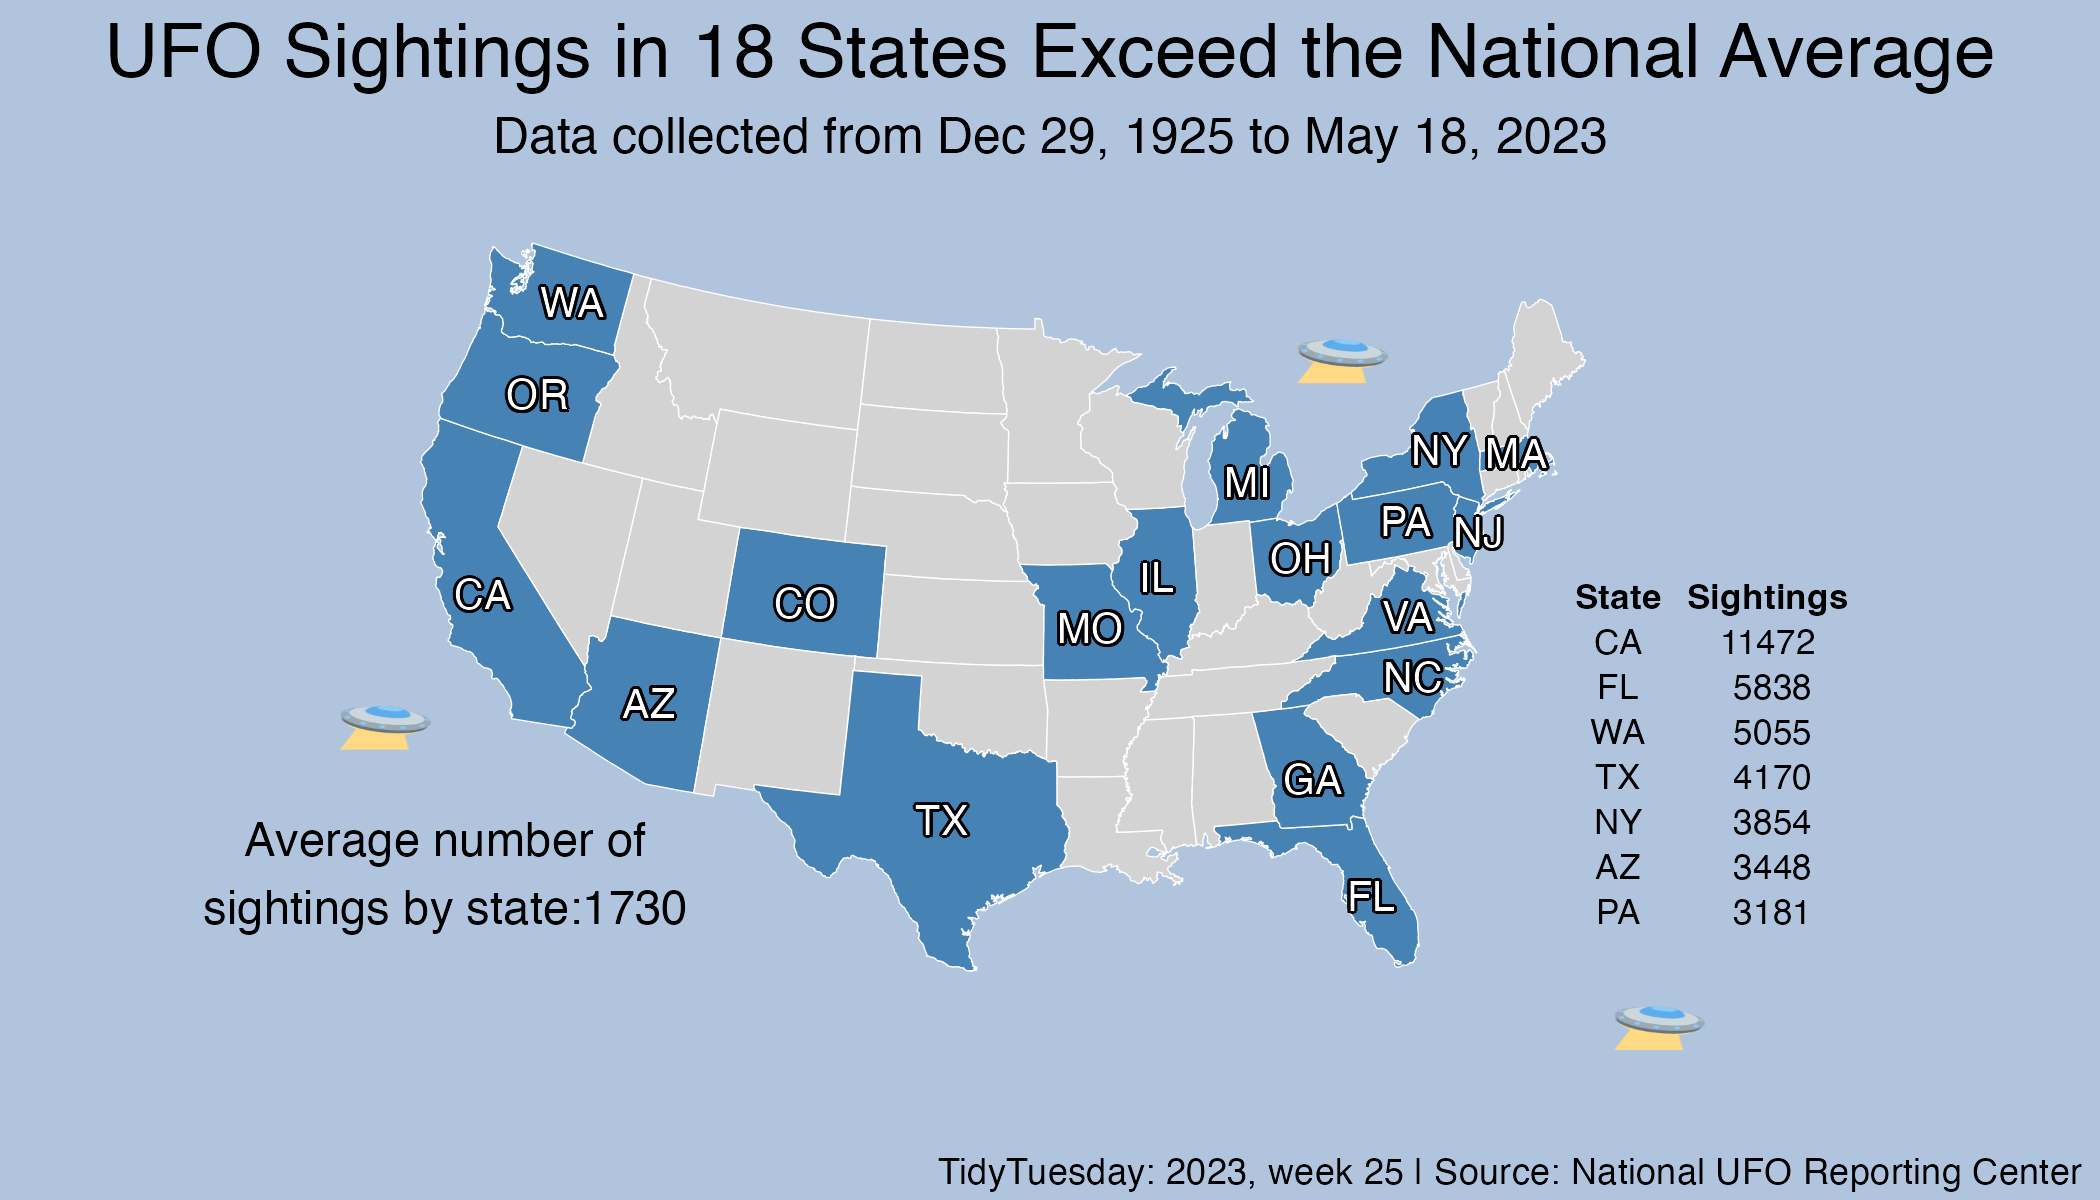 UFO Sightings in 18 States Exceed the National Average
Data collected from Dec 29, 1925 to May 18, 2023
WA
OR
NY
MA
MI
PA
NJ
OH
IL
CA
CO
MO
VA
NC
AZ
GA
TX
FL
State Sightings
CA 11472
FL 5838
WA 5055
TX 4170
NY 3854
AZ 3448
PA 3181
Average number of
sightings by state:1730
TidyTuesday: 2023, week 25 | Source: National UFO Reporting Center